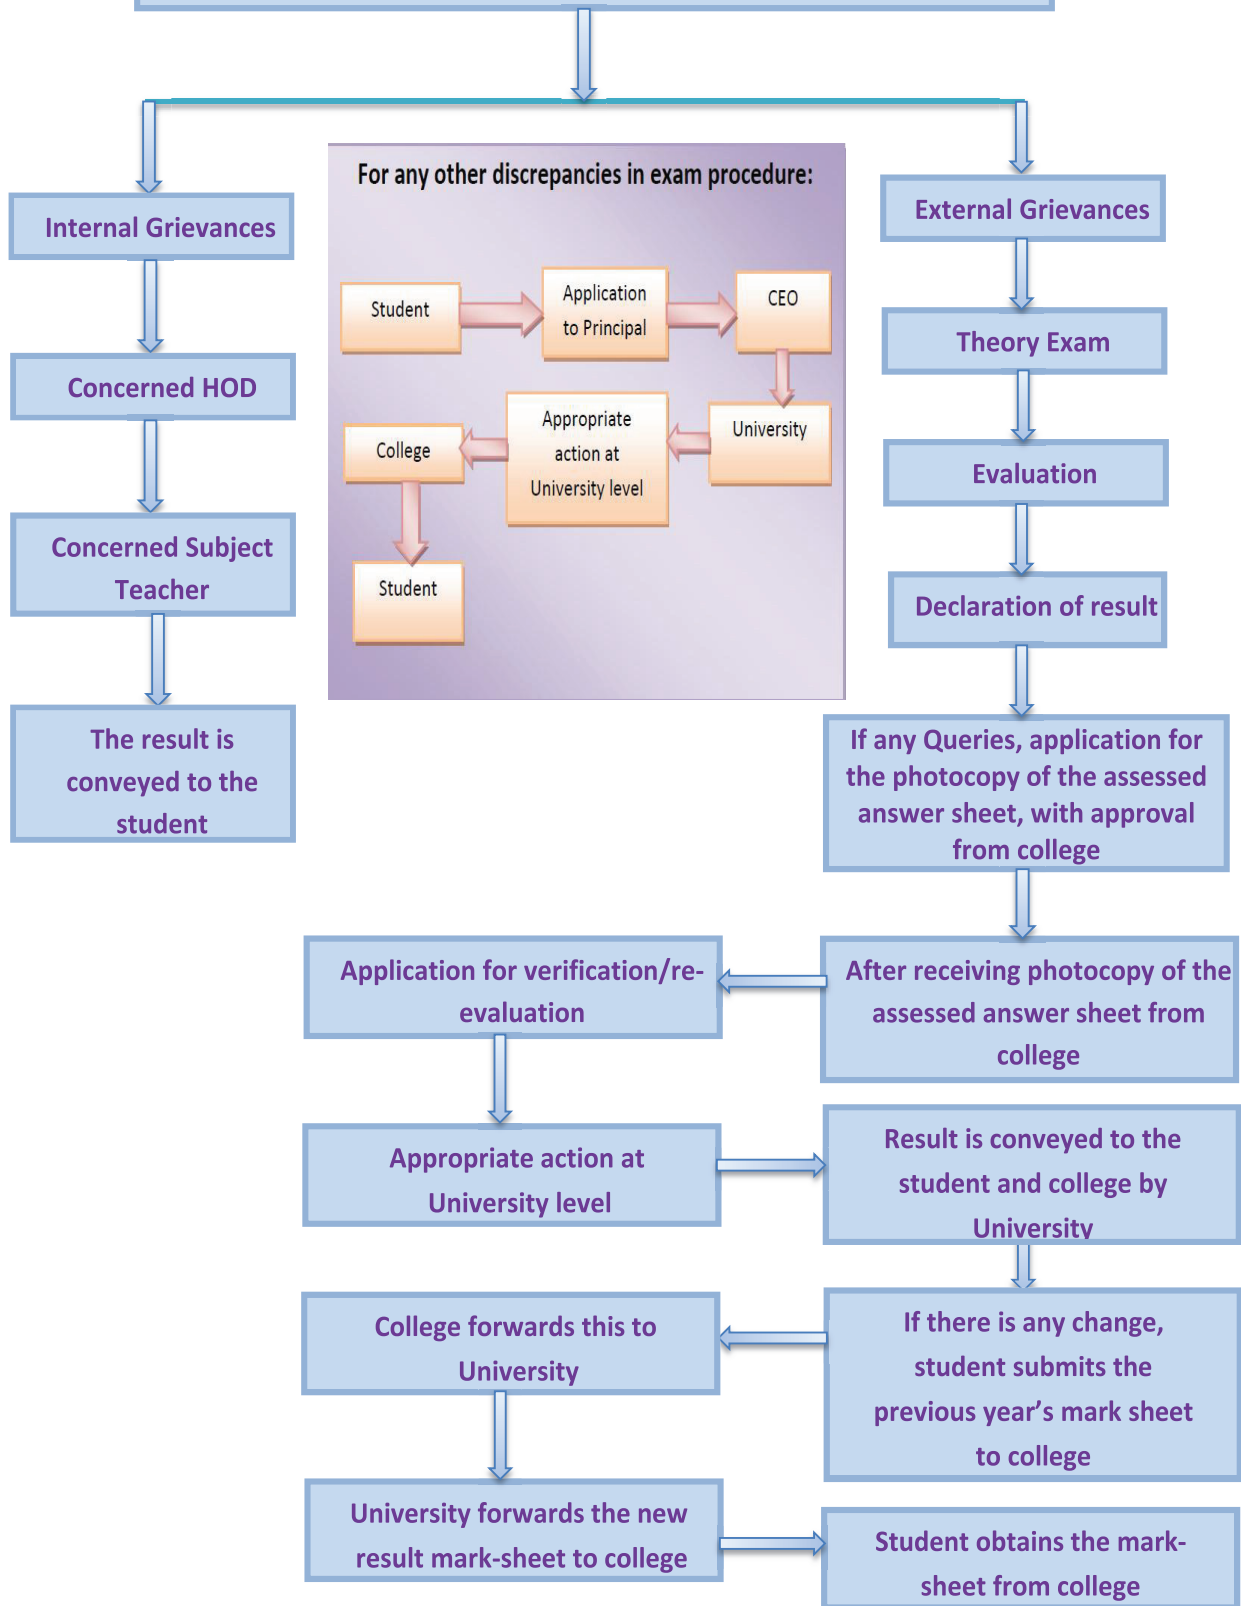 Internal Grievances
Concerned HOD
Concerned Subject
Teacher
The result is
conveyed to the
student
For any other discrepancies in exam procedure:
Student
Application
to Principal
CEO
University
Appropriate
action at
University level
College
Student
External Grievances
Theory Exam
Evaluation
Declaration of result
If any Queries, application for
the photocopy of the assessed
answer sheet, with approval
from college
After receiving photocopy of the
assessed answer sheet from
college
Application for verification/re-
evaluation
Appropriate action at
University level
Result is conveyed to the
student and college by
University
If there is any change,
student submits the
previous year’s mark sheet
to college
College forwards this to
University
University forwards the new
result mark-sheet to college
Student obtains the mark-
sheet from college